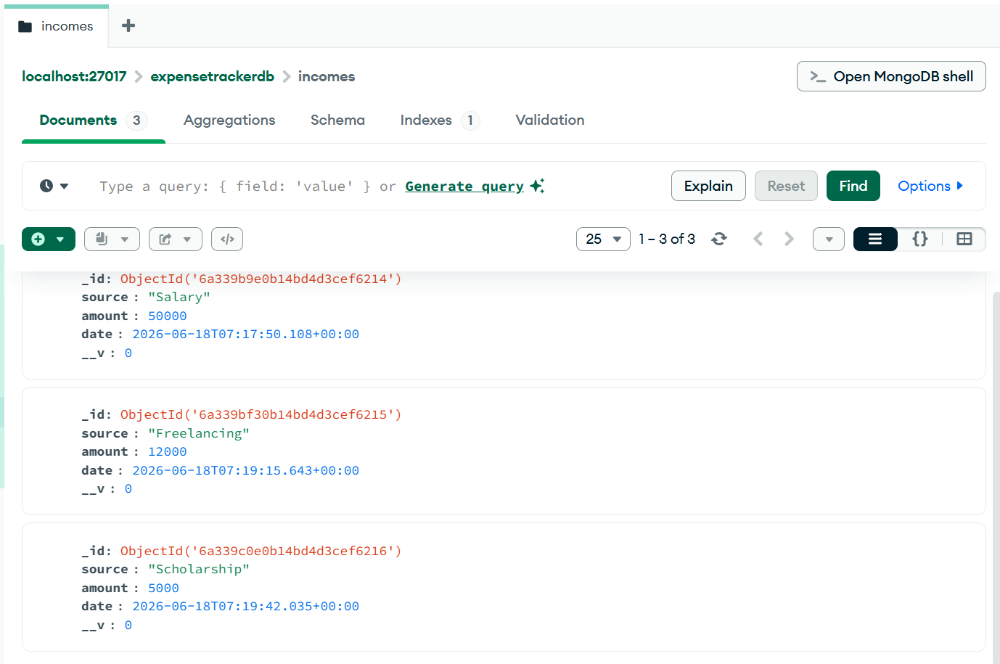 incomes
localhost:27017 > expensetrackerdb > incomes
>_ Open MongoDB shell
Documents 3 Aggregations Schema Indexes 1 Validation
Type a query: { field: 'value' } or Generate query
Explain Reset Find Options
</> 25 1 – 3 of 3 {}
_id: ObjectId('6a339b9e0b14bd4d3cef6214')
source : "Salary"
amount : 50000
date : 2026-06-18T07:17:50.108+00:00
__v : 0
_id: ObjectId('6a339bf30b14bd4d3cef6215')
source : "Freelancing"
amount : 12000
date : 2026-06-18T07:19:15.643+00:00
__v : 0
_id: ObjectId('6a339c0e0b14bd4d3cef6216')
source : "Scholarship"
amount : 5000
date : 2026-06-18T07:19:42.035+00:00
__v : 0